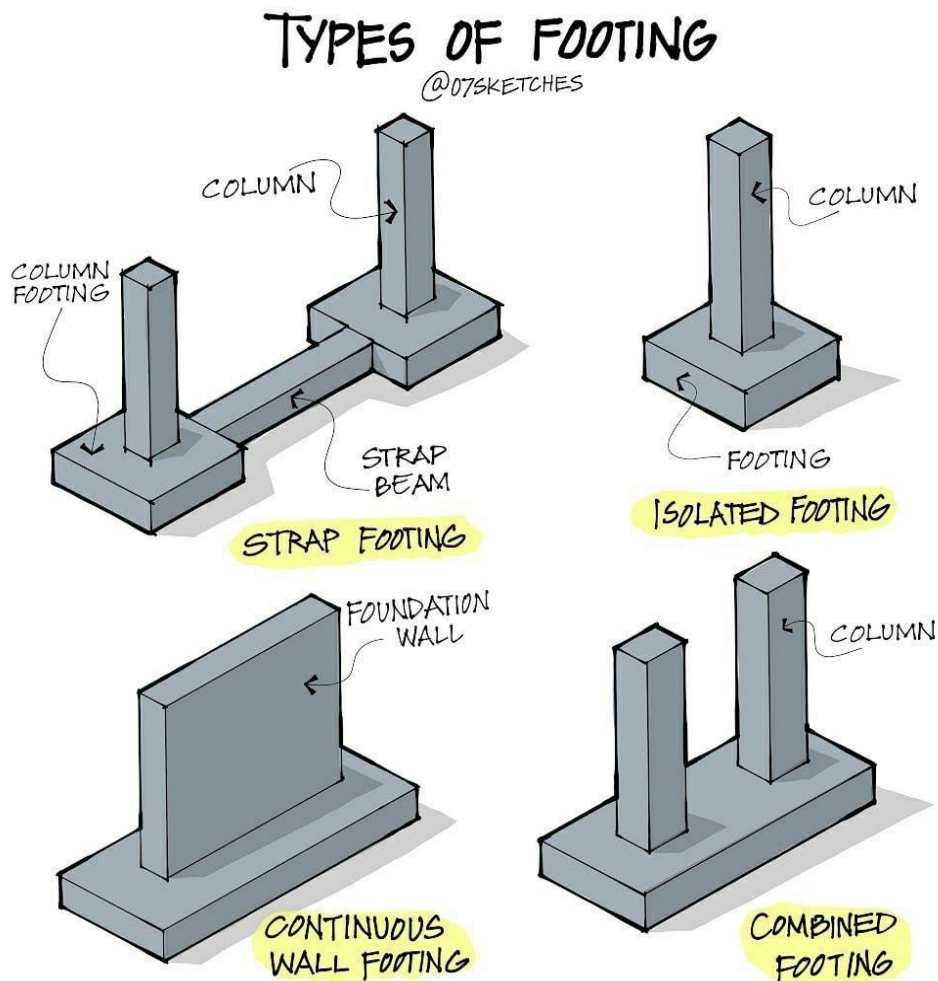 TYPES OF FOOTING
@07SKETCHES
COLUMN
COLUMN
FOOTING
STRAP
BEAM
STRAP FOOTING
COLUMN
FOOTING
ISOLATED FOOTING
FOUNDATION
WALL
CONTINUOUS
WALL FOOTING
COLUMN
COMBINED
FOOTING